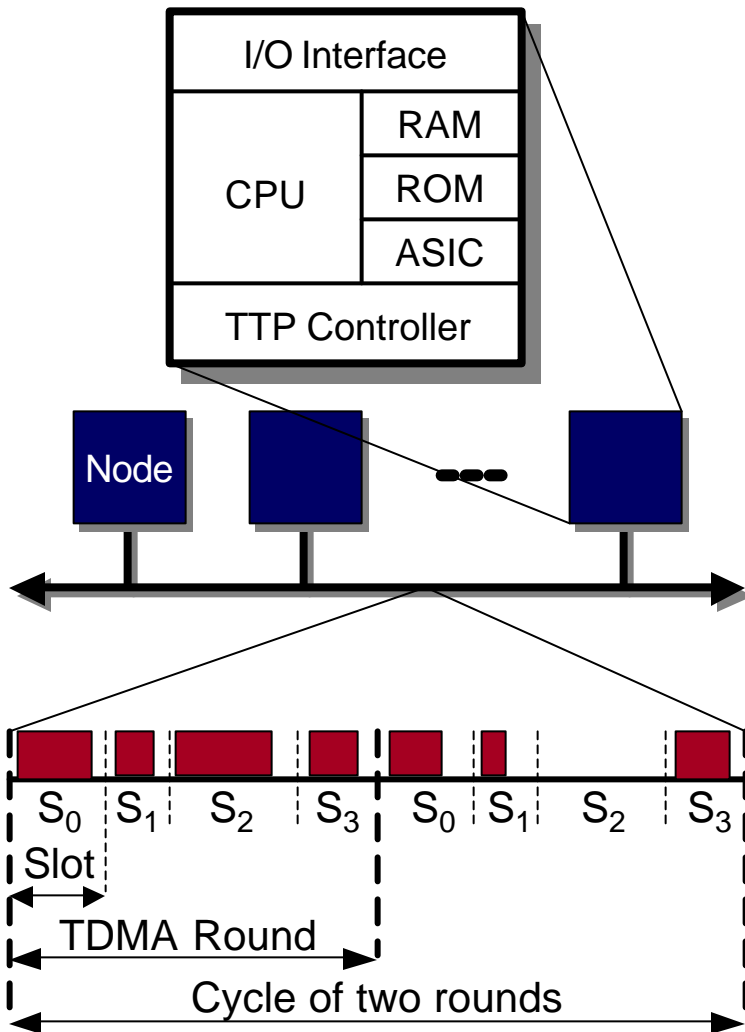 I/O Interface
CPU
RAM
ROM
ASIC
TTP Controller
Node
S0 S1 S2 S3 S0 S1 S2 S3
Slot
TDMA Round
Cycle of two rounds